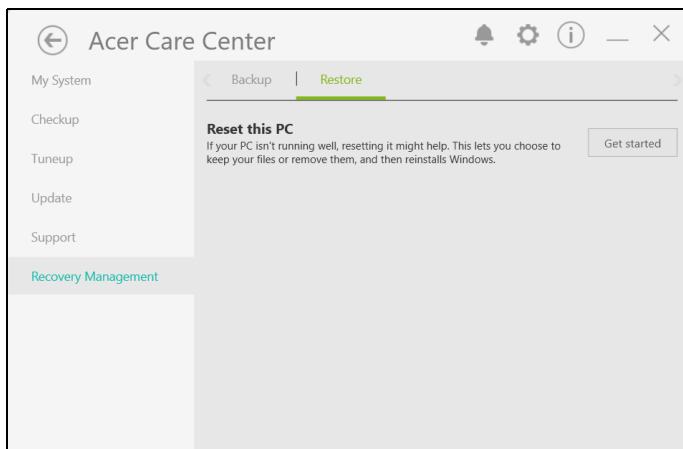 Acer Care Center
My System
Checkup
Tuneup
Update
Support
Recovery Management
Backup | Restore
Reset this PC
If your PC isn't running well, resetting it might help. This lets you choose to
keep your files or remove them, and then reinstalls Windows.
Get started